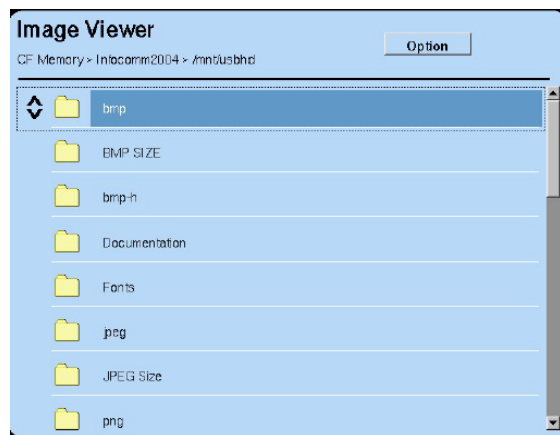 Image Viewer
Option
CF Memory > Infocomm2004 > /mnt/usbhd
bmp
BMP SIZE
bmp-h
Documentation
Fonts
jpeg
JPEG Size
png